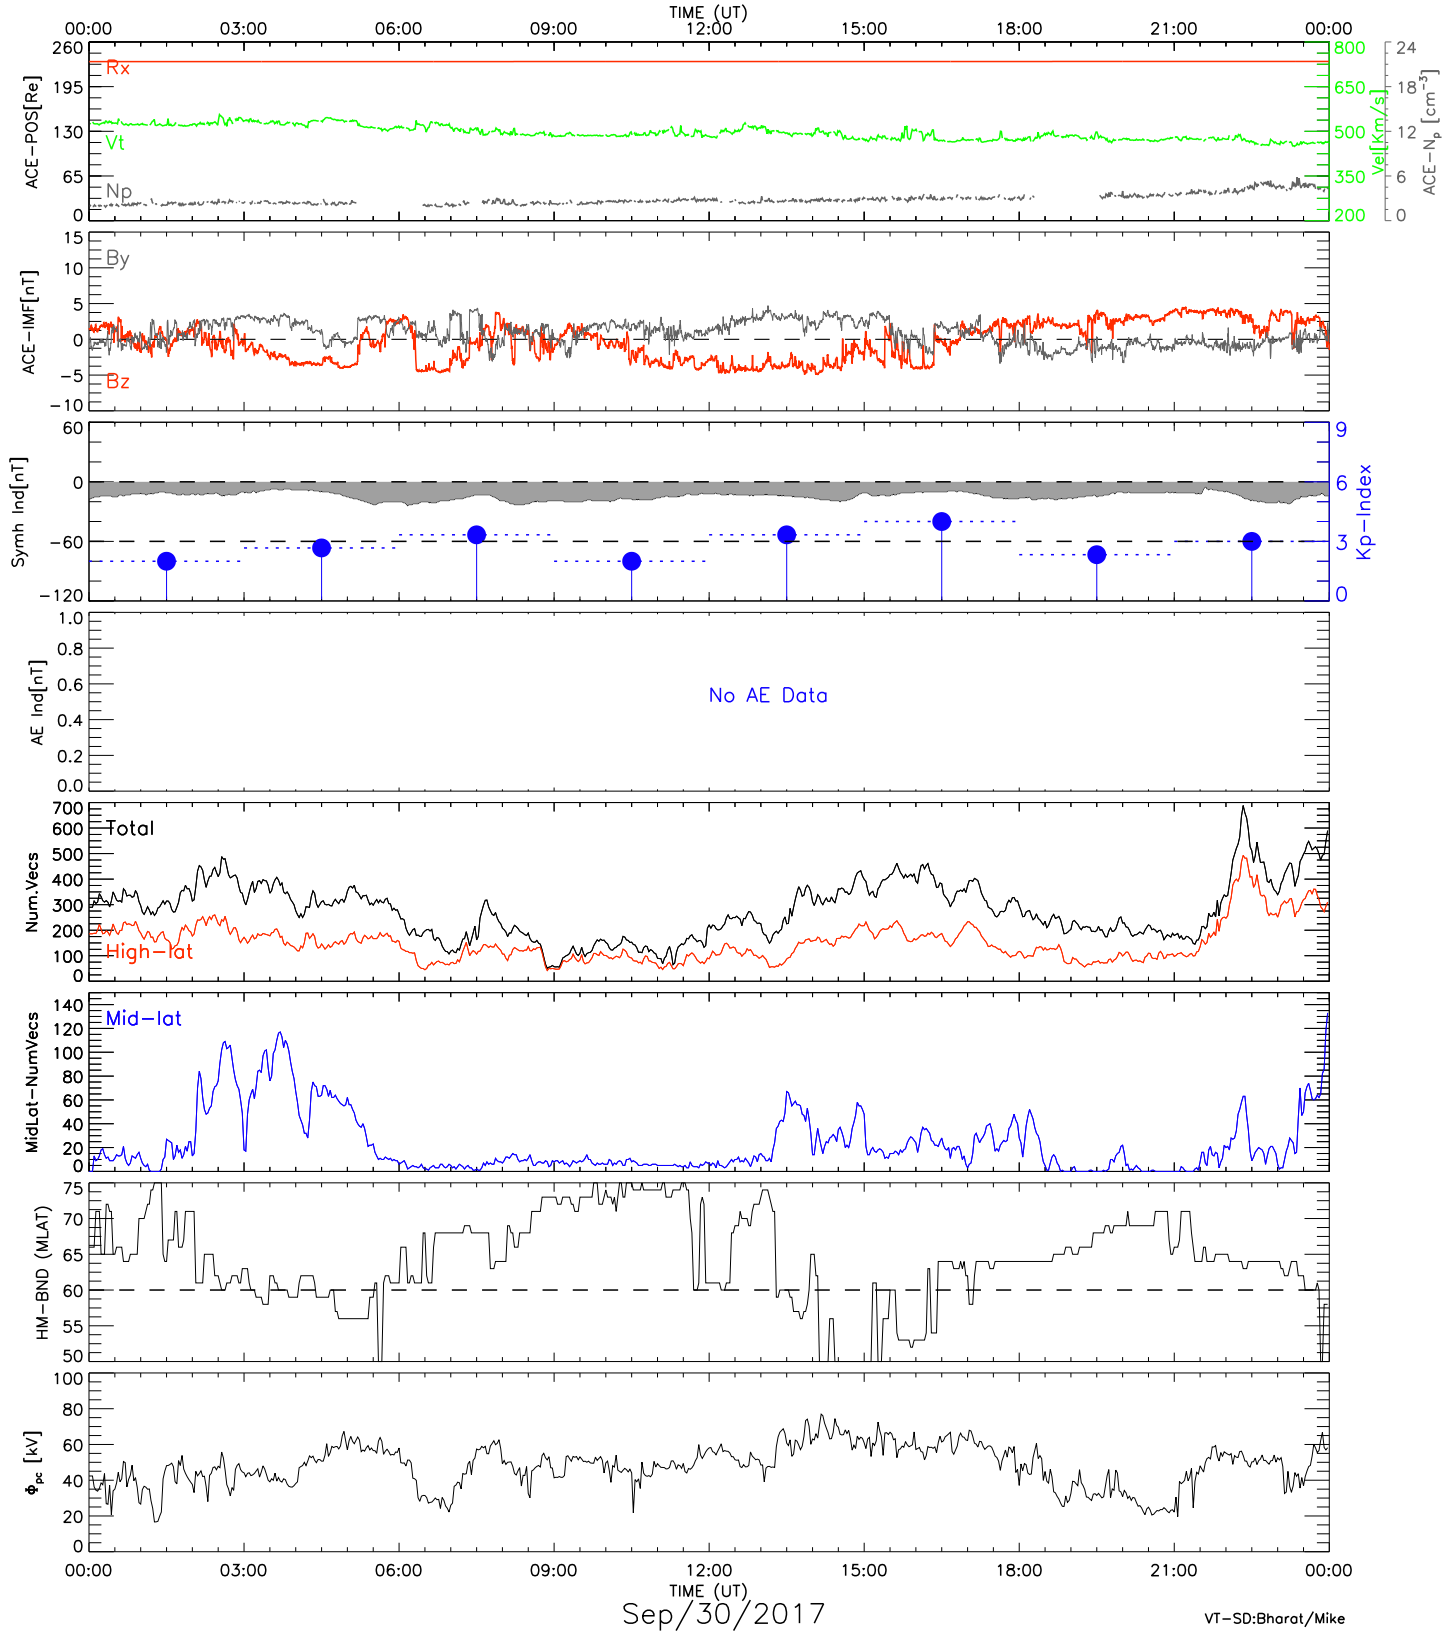 TIME (UT)
00:00 03:00 06:00 09:00 12:00 15:00 18:00 21:00 00:00
ACE-POS[Re]
260
195
130
65
0
Rx
Vt
Np
800
650
500
350
200
Vel[Km/s]
24
18
12
6
0
ACE-Np [cm⁻³]
ACE-IMF[nT]
15
10
5
0
-5
-10
By
Bz
Symh Ind[nT]
60
0
-60
-120
9
6
3
0
Kp-Index
AE Ind[nT]
1.0
0.8
0.6
0.4
0.2
0.0
No AE Data
Num.Vecs
700
600
500
400
300
200
100
0
Total
High-lat
MidLat-NumVecs
140
120
100
80
60
40
20
0
Mid-lat
HM-BND (MLAT)
75
70
65
60
55
50
Φpc [kV]
100
80
60
40
20
0
00:00 03:00 06:00 09:00 12:00 15:00 18:00 21:00 00:00
TIME (UT)
Sep/30/2017
VT-SD:Bharat/Mike